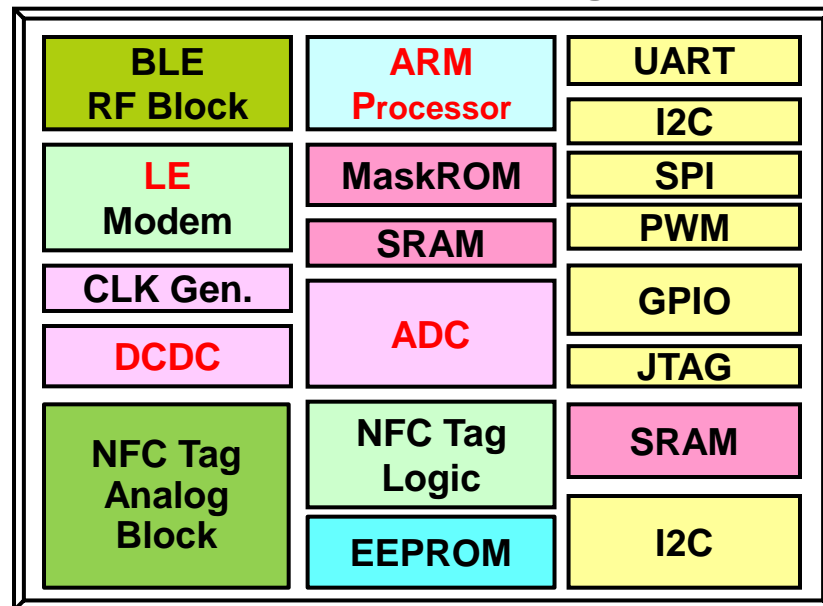 BLE
RF Block
LE
Modem
CLK Gen.
DCDC
NFC Tag
Analog
Block
ARM
Processor
MaskROM
SRAM
ADC
NFC Tag
Logic
EEPROM
UART
I2C
SPI
PWM
GPIO
JTAG
SRAM
I2C